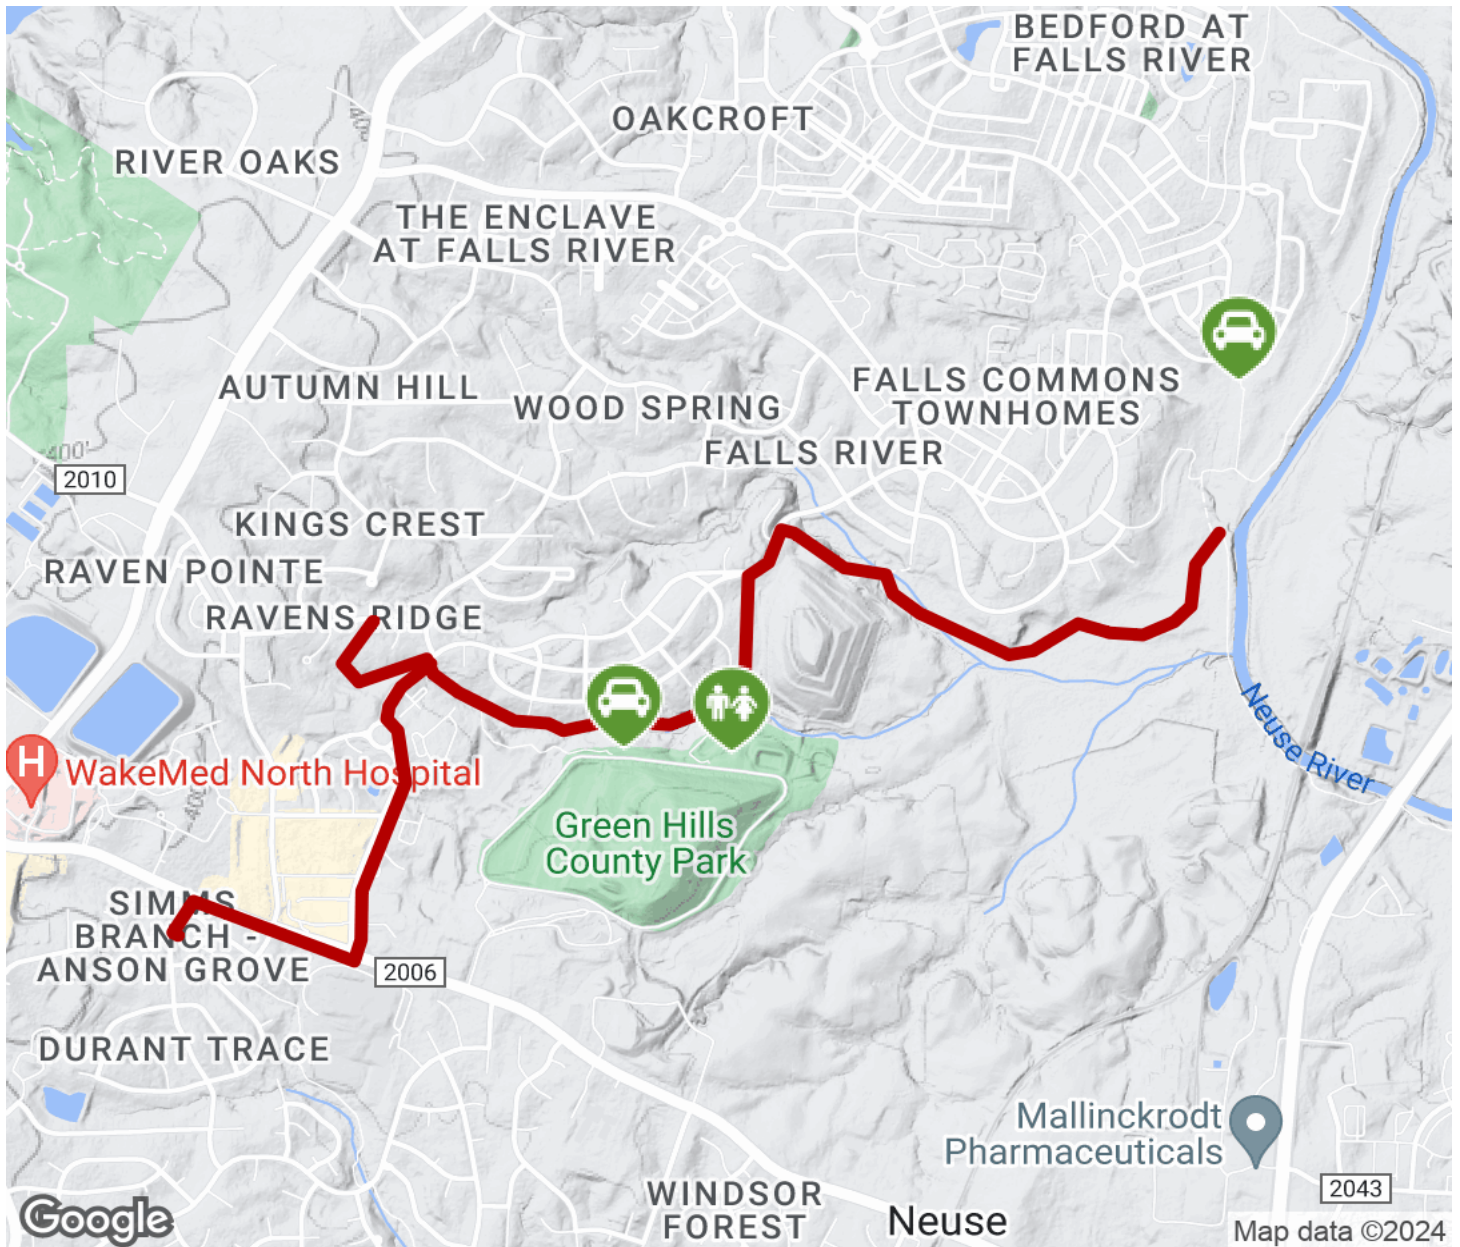 BEDFORD AT
FALLS RIVER
OAKCROFT
400'
RIVER OAKS
THE ENCLAVE
AT FALLS RIVER
AUTUMN HILL
WOOD SPRING
FALLS COMMONS
TOWNHOMES
FALLS RIVER
400'
2010
KINGS CREST
RAVEN POINTE
RAVENS RIDGE
Neuse River
H
WakeMed North Hospital
400'
Green Hills
County Park
SIMMS
BRANCH -
ANSON GROVE
2006
DURANT TRACE
Mallinckrodt
Pharmaceuticals
WINDSOR
FOREST
Neuse
2043
Google
Map data ©2024